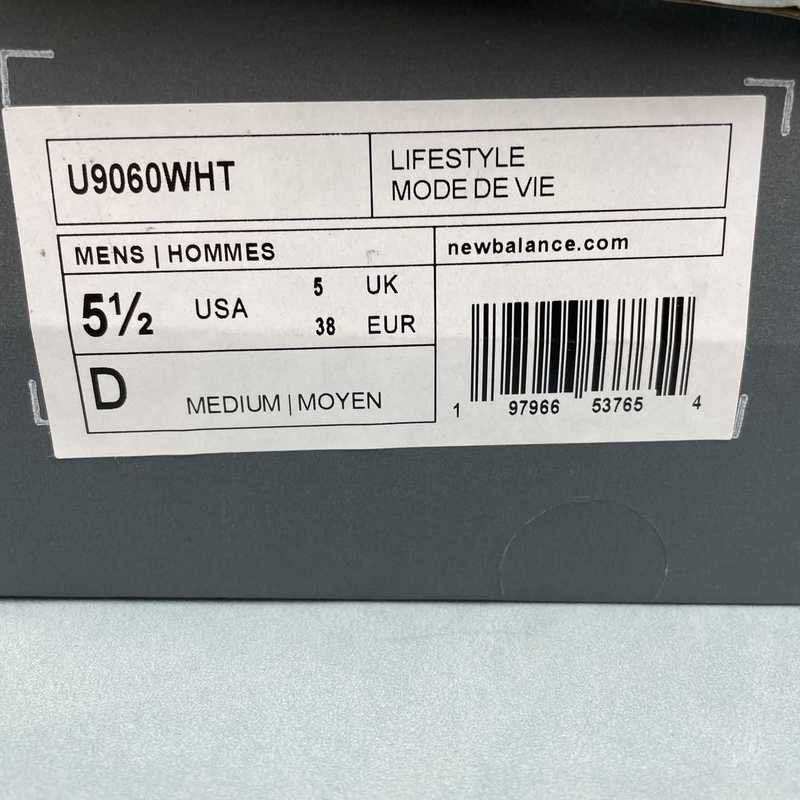 U9060WHT
LIFESTYLE
MODE DE VIE
MENS | HOMMES
newbalance.com
5½ USA
5 UK
38 EUR
D MEDIUM | MOYEN
1 97966 53765 4